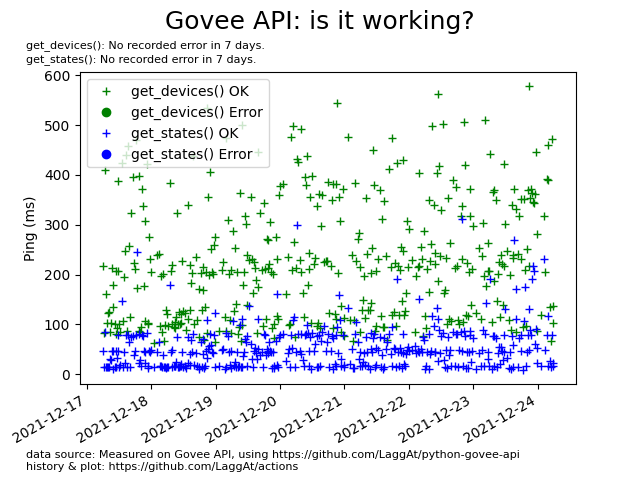 Govee API: is it working?
get_devices(): No recorded error in 7 days.
get_states(): No recorded error in 7 days.
600
500
400
300
200
100
0
Ping (ms)
get_devices() OK
get_devices() Error
get_states() OK
get_states() Error
2021-12-17
2021-12-18
2021-12-19
2021-12-20
2021-12-21
2021-12-22
2021-12-23
2021-12-24
data source: Measured on Govee API, using https://github.com/LaggAt/python-govee-api
history & plot: https://github.com/LaggAt/actions